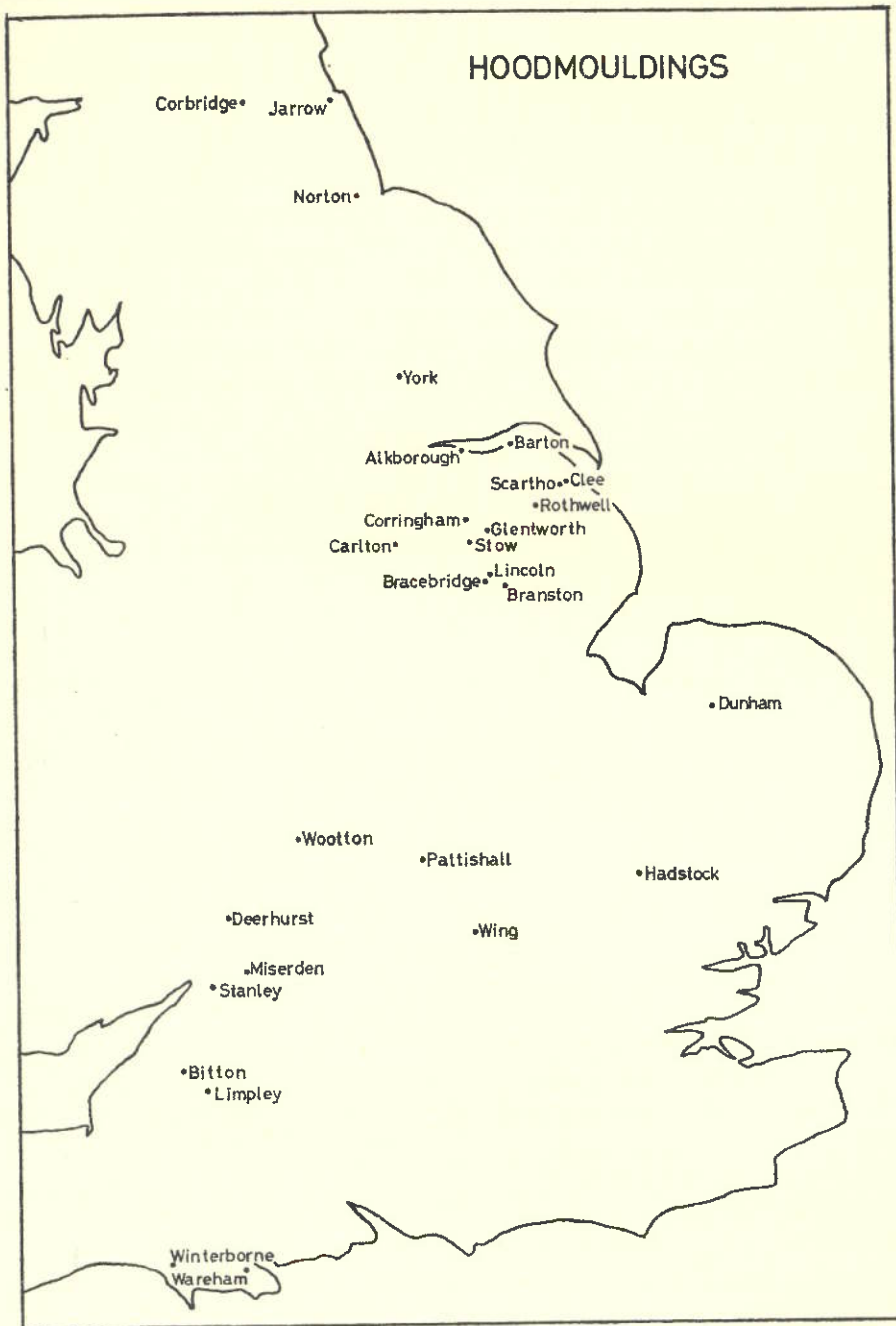 HOODMOULDINGS
Corbridge
Jarrow
Norton
York
Barton
Alkborough
Scartho
Clee
Rothwell
Corringham
Glentworth
Carlton
Stow
Lincoln
Bracebridge
Branston
Dunham
Wootton
Pattishall
Hadstock
Deerhurst
Wing
Miserden
Stanley
Bitton
Limpley
Winterborne
Wareham